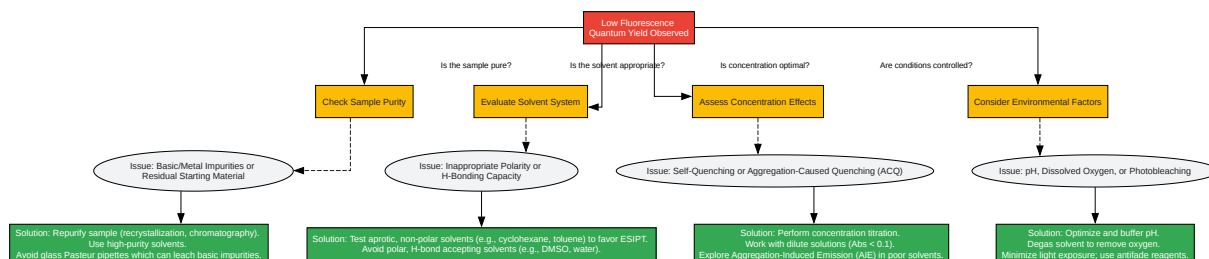 Low Fluorescence
Quantum Yield Observed
Is the sample pure?
Is the solvent appropriate?
Is concentration optimal?
Are conditions controlled?
Check Sample Purity
Evaluate Solvent System
Assess Concentration Effects
Consider Environmental Factors
Issue: Basic/Metal Impurities or
Residual Starting Material
Issue: Inappropriate Polarity or
H-Bonding Capacity
Issue: Self-Quenching or Aggregation-Caused Quenching (ACQ)
Issue: pH, Dissolved Oxygen, or Photobleaching
Solution: Repurify sample (recrystallization, chromatography).
Use high-purity solvents.
Avoid glass Pasteur pipettes which can leach basic impurities.
Solution: Test aprotic, non-polar solvents (e.g., cyclohexane, toluene) to favor ESIPT.
Avoid polar, H-bond accepting solvents (e.g., DMSO, water).
Solution: Perform concentration titration.
Work with dilute solutions (Abs < 0.1).
Explore Aggregation-Induced Emission (AIE) in poor solvents.
Solution: Optimize and buffer pH.
Degas solvent to remove oxygen.
Minimize light exposure; use antifade reagents.